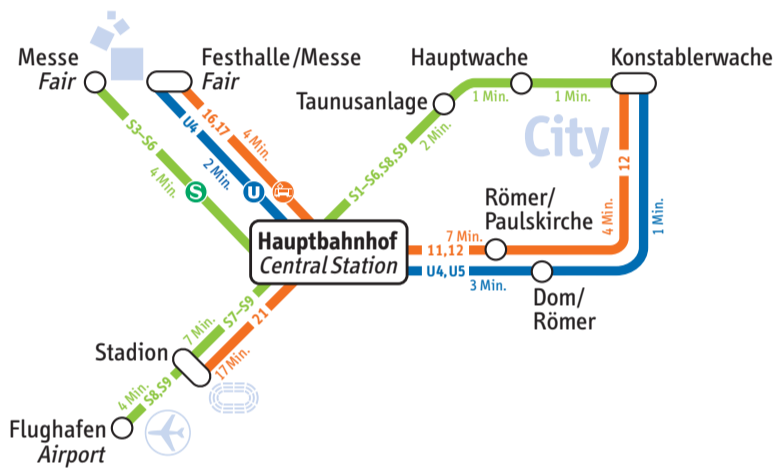 Messe
Fair
Festhalle/Messe
Fair
Hauptwache
Konstablerwache
Taunusanlage
1 Min.
1 Min.
2 Min.
S1–S6,S8,S9
City
S3–S6
4 Min.
S
U4
2 Min.
U
16,17
4 Min.
12
4 Min.
1 Min.
Römer/
Paulskirche
Hauptbahnhof
Central Station
7 Min.
11,12
U4,U5
3 Min.
Dom/
Römer
7 Min.
S7–S9
21
17 Min.
Stadion
4 Min.
S8,S9
Flughafen
Airport